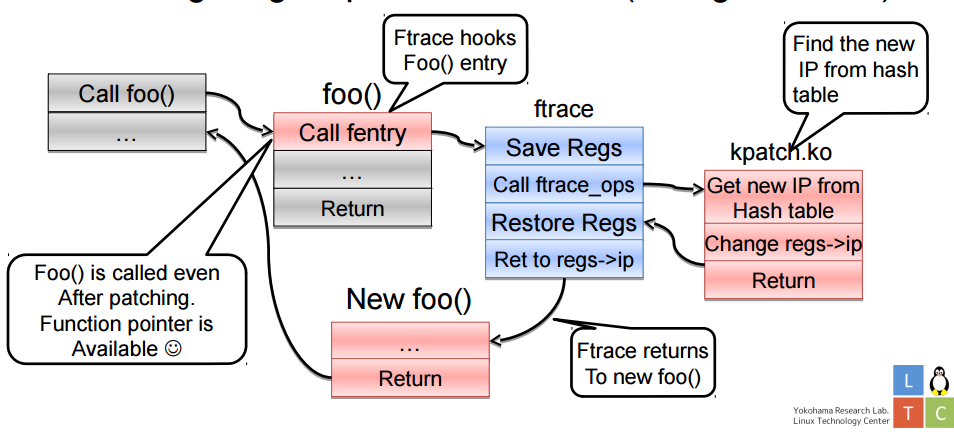 Ftrace hooks
Foo() entry
Find the new
IP from hash
table
Call foo()
...
foo()
Call fentry
...
Return
ftrace
Save Regs
Call ftrace_ops
Restore Regs
Ret to regs->ip
kpatch.ko
Get new IP from
Hash table
Change regs->ip
Return
Foo() is called even
After patching.
Function pointer is
Available ☺
New foo()
...
Return
Ftrace returns
To new foo()
Yokohama Research Lab.
Linux Technology Center
L
T C